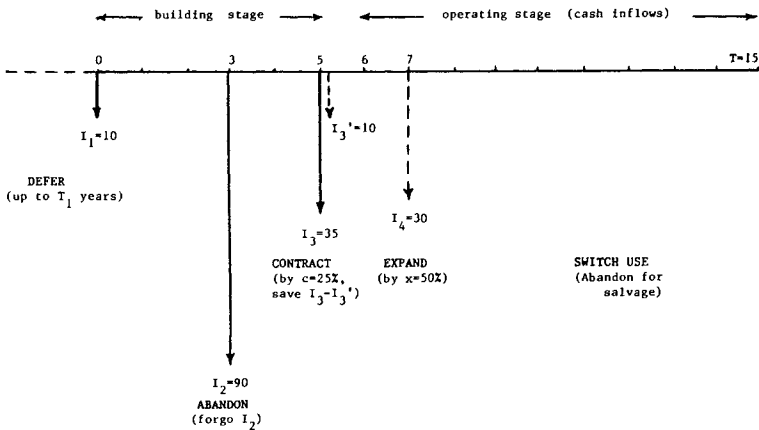 building stage
operating stage (cash inflows)
0 3 5 6 7 T=15
I₁=10
I₃'=10
DEFER
(up to T₁ years)
I₃=35
I₄=30
CONTRACT
(by c=25%,
save I₃-I₃')
EXPAND
(by x=50%)
SWITCH USE
(Abandon for
salvage)
I₂=90
ABANDON
(forgo I₂)